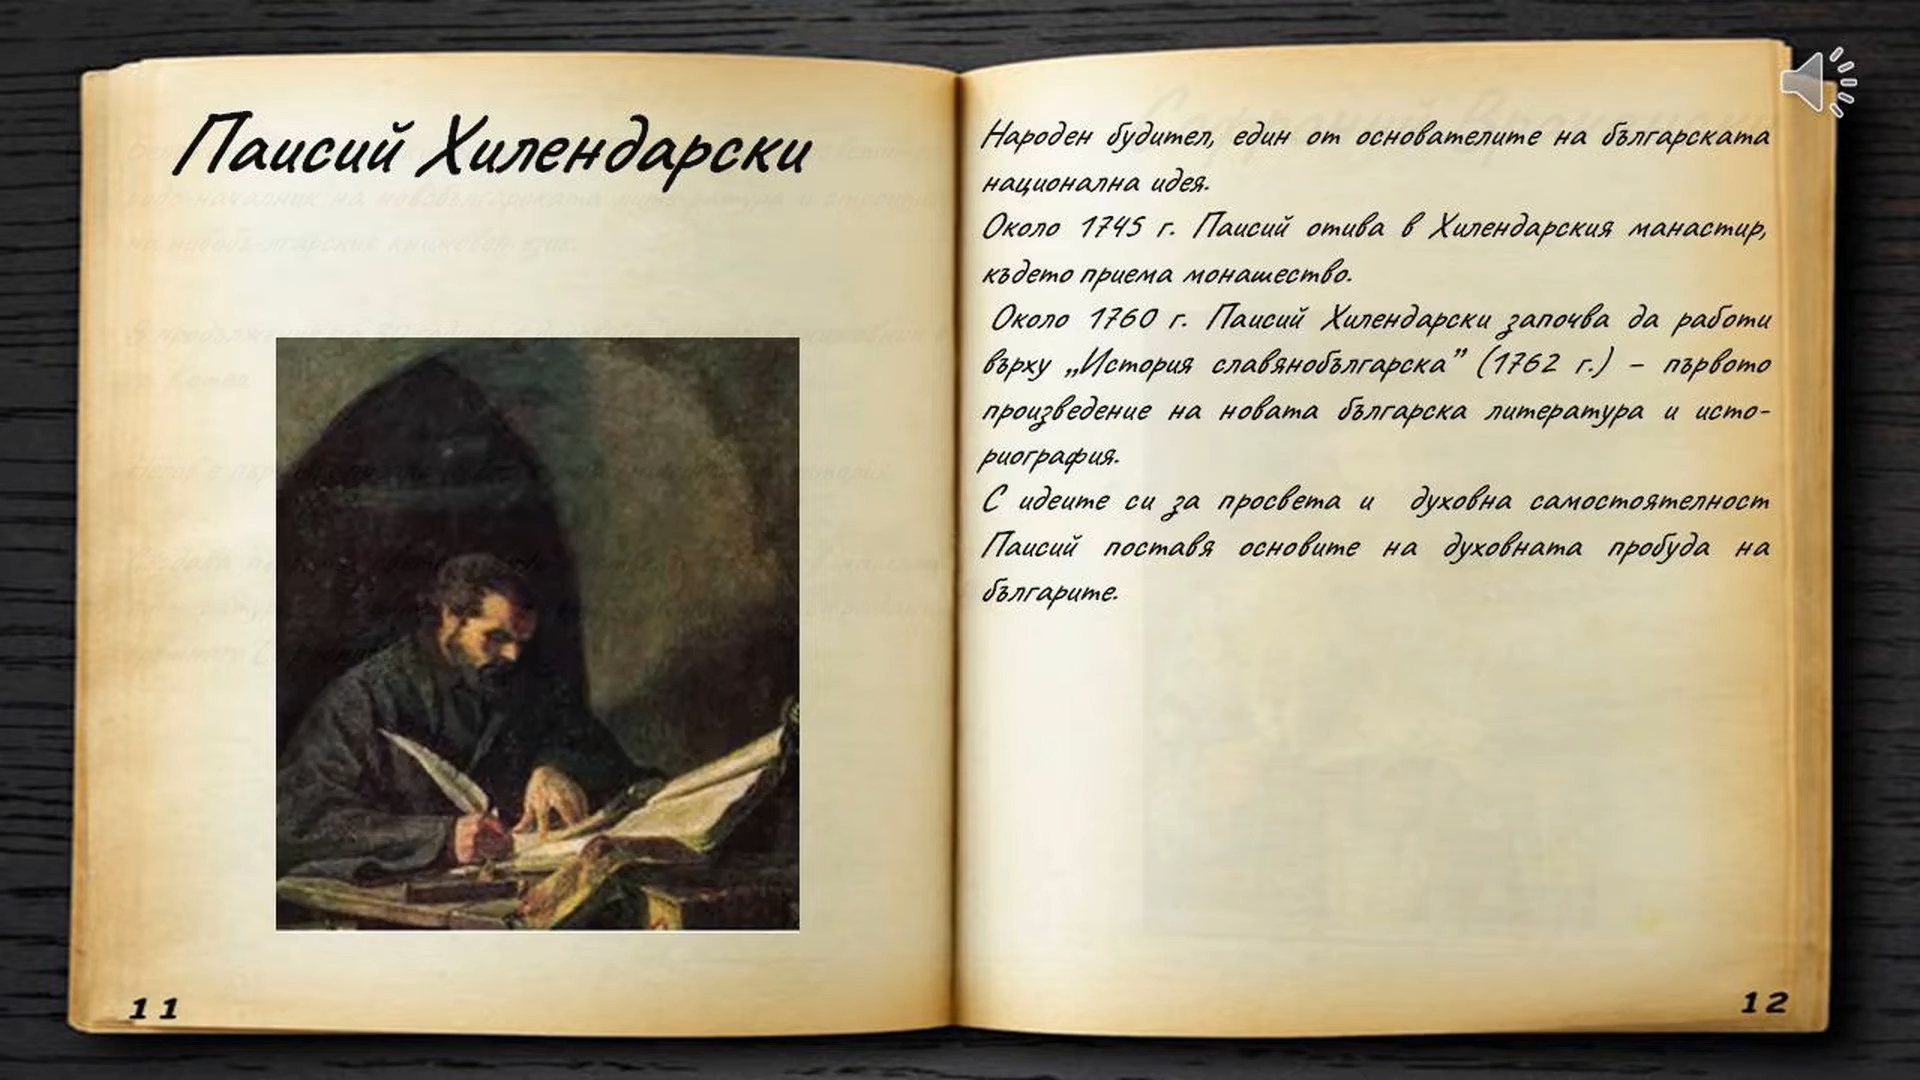 Паисий Хилендарски
Народен будител, един от основателите на българската
национална идея.
Около 1745 г. Паисий отива в Хилендарския манастир,
където приема монашество.
Около 1760 г. Паисий Хилендарски започва да работи
върху „История славянобългарска” (1762 г.) – първото
произведение на новата българска литература и исто-
риография.
С идеите си за просвета и духовна самостоятелност
Паисий поставя основите на духовната пробуда на
българите.
11
12